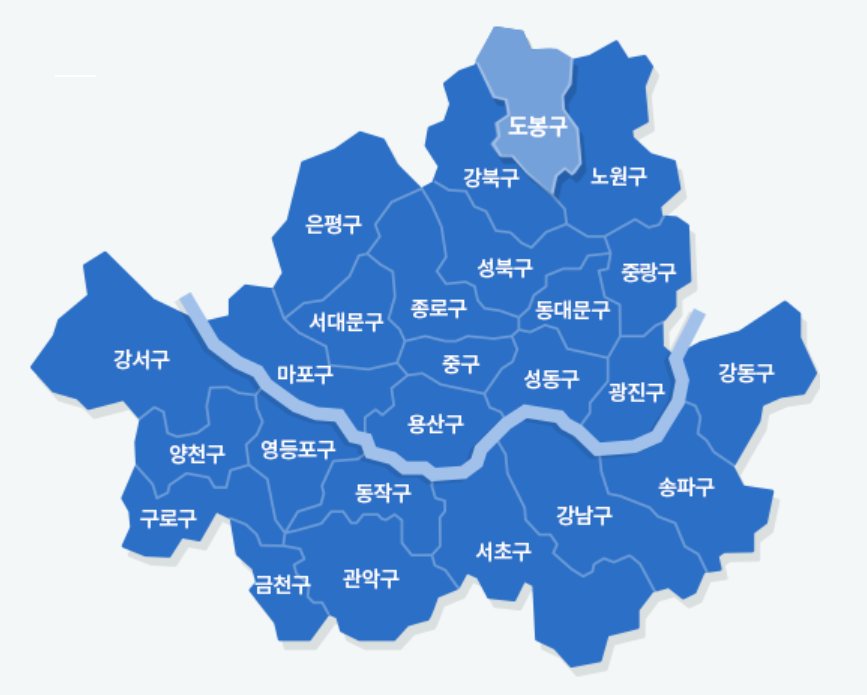 도봉구
강북구
노원구
은평구
성북구
중랑구
서대문구
종로구
동대문구
강서구
마포구
중구
성동구
광진구
강동구
용산구
양천구
영등포구
동작구
송파구
구로구
강남구
서초구
금천구
관악구